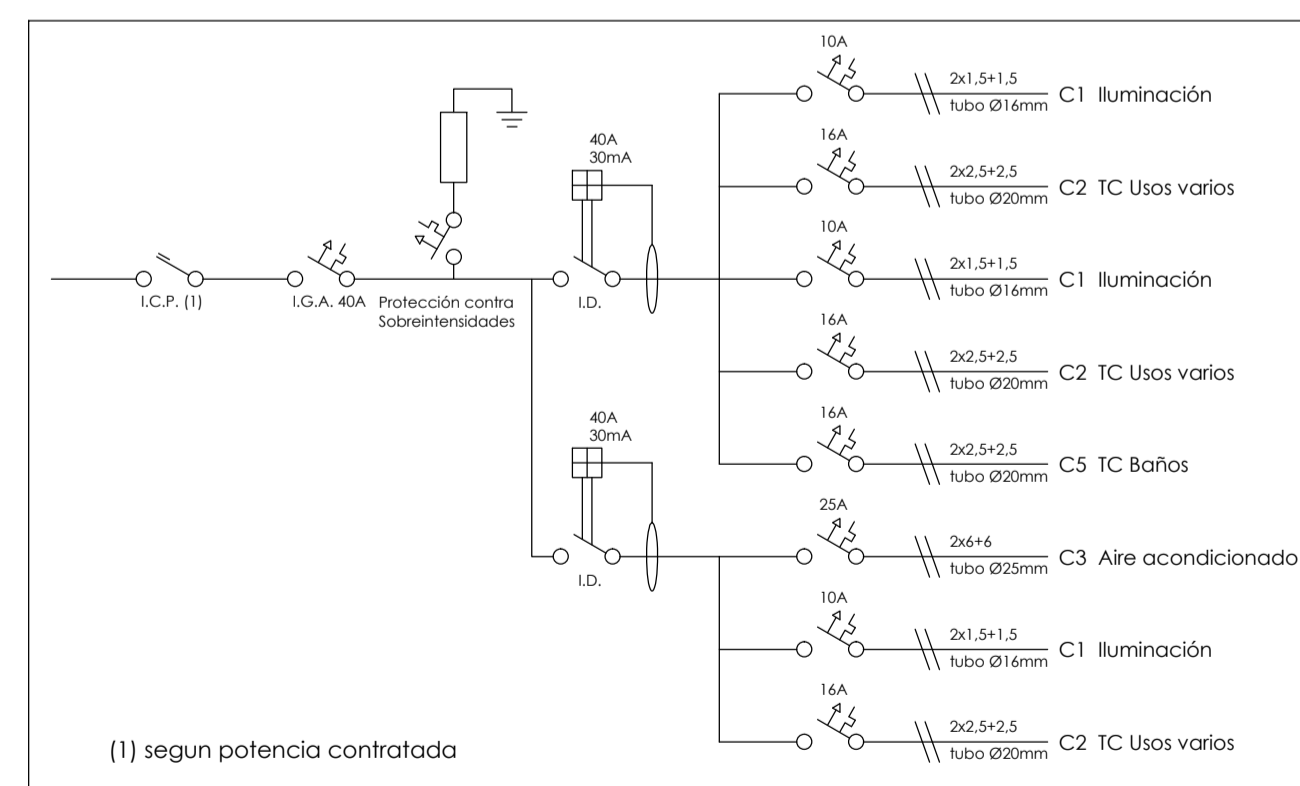 10A
2x1,5+1,5
tubo Ø16mm
C1 Iluminación
16A
2x2,5+2,5
tubo Ø20mm
C2 TC Usos varios
40A
30mA
10A
2x1,5+1,5
tubo Ø16mm
C1 Iluminación
I.C.P. (1)
I.G.A. 40A
Protección contra
Sobreintensidades
I.D.
16A
2x2,5+2,5
tubo Ø20mm
C2 TC Usos varios
16A
2x2,5+2,5
tubo Ø20mm
C5 TC Baños
40A
30mA
I.D.
25A
2x6+6
tubo Ø25mm
C3 Aire acondicionado
10A
2x1,5+1,5
tubo Ø16mm
C1 Iluminación
16A
2x2,5+2,5
tubo Ø20mm
C2 TC Usos varios
(1) segun potencia contratada